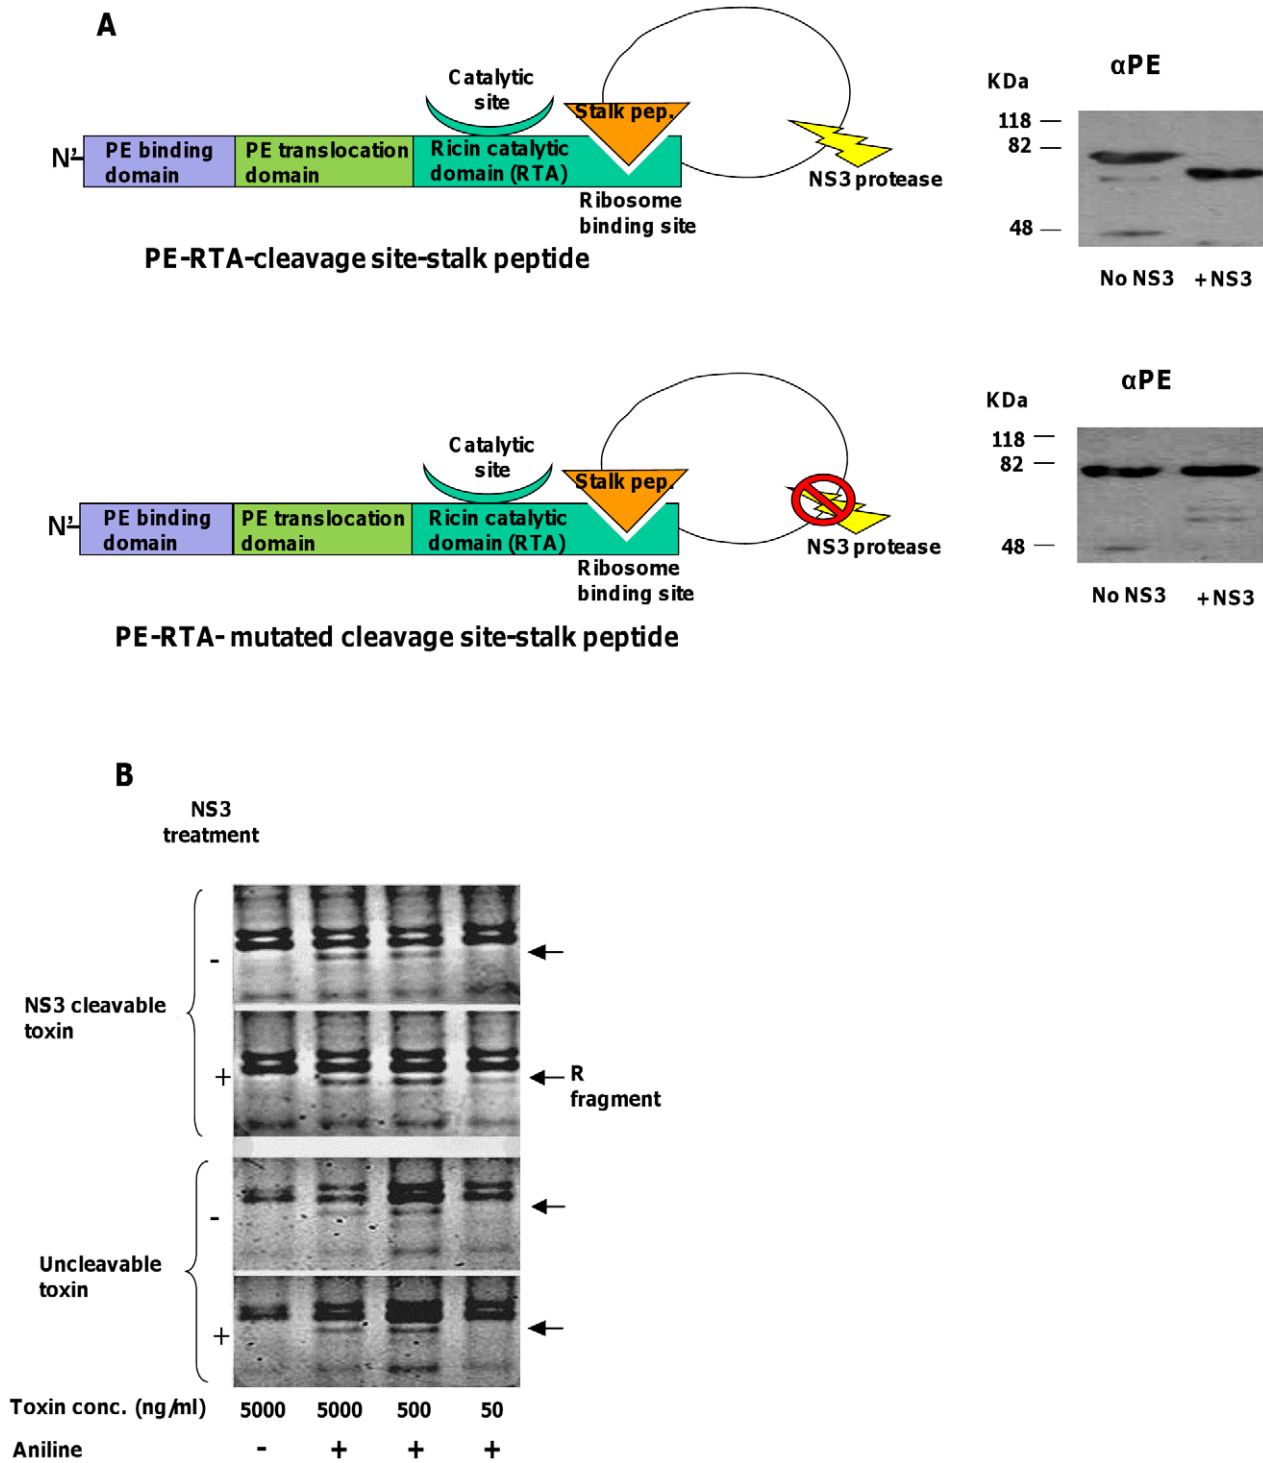 A
Catalytic
site
Stalk pep.
N'
PE binding
domain
PE translocation
domain
Ricin catalytic
domain (RTA)
NS3 protease
Ribosome
binding site
PE-RTA-cleavage site-stalk peptide
αPE
KDa
118
82
48
No NS3
+NS3
Catalytic
site
Stalk pep.
N'
PE binding
domain
PE translocation
domain
Ricin catalytic
domain (RTA)
NS3 protease
Ribosome
binding site
PE-RTA- mutated cleavage site-stalk peptide
αPE
KDa
118
82
48
No NS3
+NS3
B
NS3
treatment
NS3 cleavable
toxin
-
+
R
fragment
Uncleavable
toxin
-
+
Toxin conc. (ng/ml) 5000 5000 500 50
Aniline - + + +